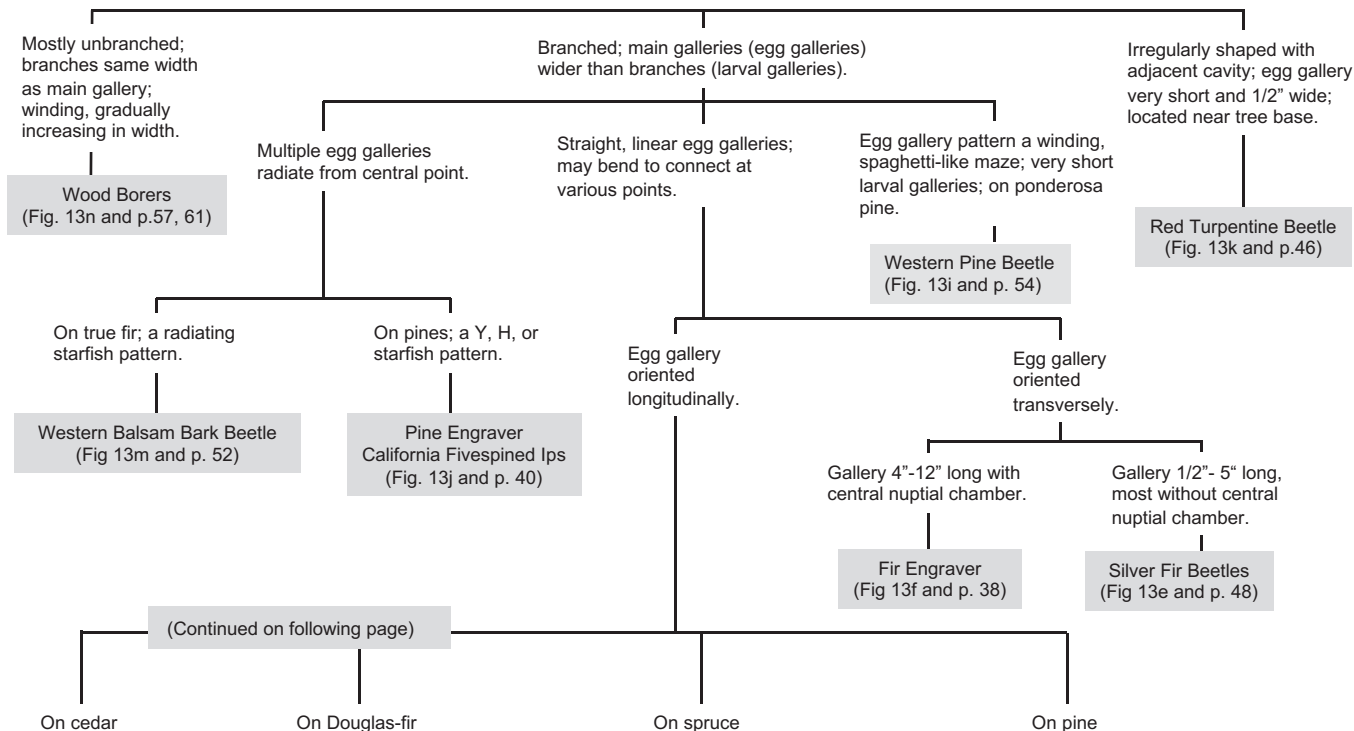 Mostly unbranched;
branches same width
as main gallery;
winding, gradually
increasing in width.
Wood Borers
(Fig. 13n and p.57, 61)
Branched; main galleries (egg galleries)
wider than branches (larval galleries).
Irregularly shaped with
adjacent cavity; egg gallery
very short and 1/2” wide;
located near tree base.
Red Turpentine Beetle
(Fig. 13k and p.46)
Multiple egg galleries
radiate from central point.
Straight, linear egg galleries;
may bend to connect at
various points.
Egg gallery pattern a winding,
spaghetti-like maze; very short
larval galleries; on ponderosa
pine.
Western Pine Beetle
(Fig. 13i and p. 54)
On true fir; a radiating
starfish pattern.
Western Balsam Bark Beetle
(Fig 13m and p. 52)
On pines; a Y, H, or
starfish pattern.
Pine Engraver
California Fivespined Ips
(Fig. 13j and p. 40)
Egg gallery
oriented
longitudinally.
Egg gallery
oriented
transversely.
Gallery 4”-12” long with
central nuptial chamber.
Fir Engraver
(Fig 13f and p. 38)
Gallery 1/2”- 5“ long,
most without central
nuptial chamber.
Silver Fir Beetles
(Fig 13e and p. 48)
(Continued on following page)
On cedar
On Douglas-fir
On spruce
On pine